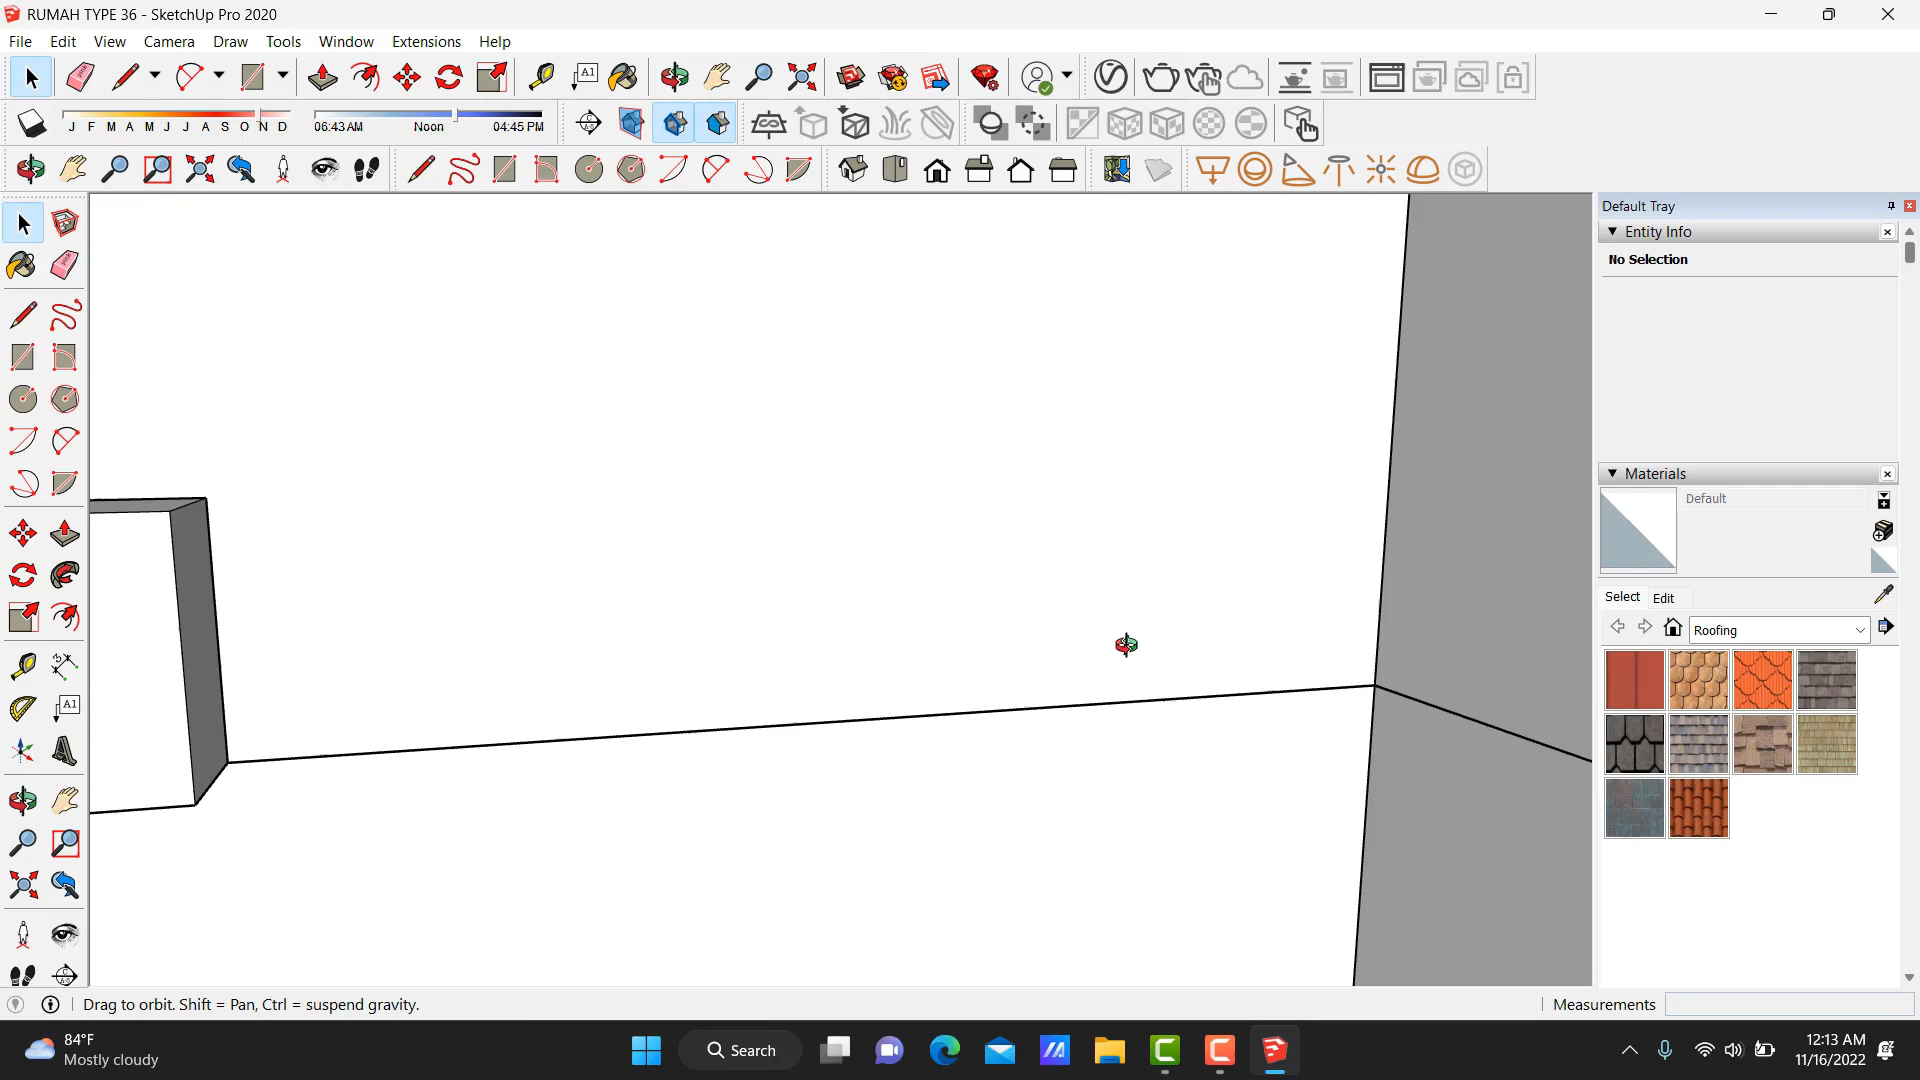 RUMAH TYPE 36 - SketchUp Pro 2020
File Edit View Camera Draw Tools Window Extensions Help
A1
J F M A M J J A S O N D 06:43 AM Noon 04:45 PM
Default Tray
Entity Info
No Selection
Materials
Default
Select Edit
Roofing
A1
Drag to orbit. Shift = Pan, Ctrl = suspend gravity.
Measurements
84°F
Mostly cloudy
Search
12:13 AM
11/16/2022